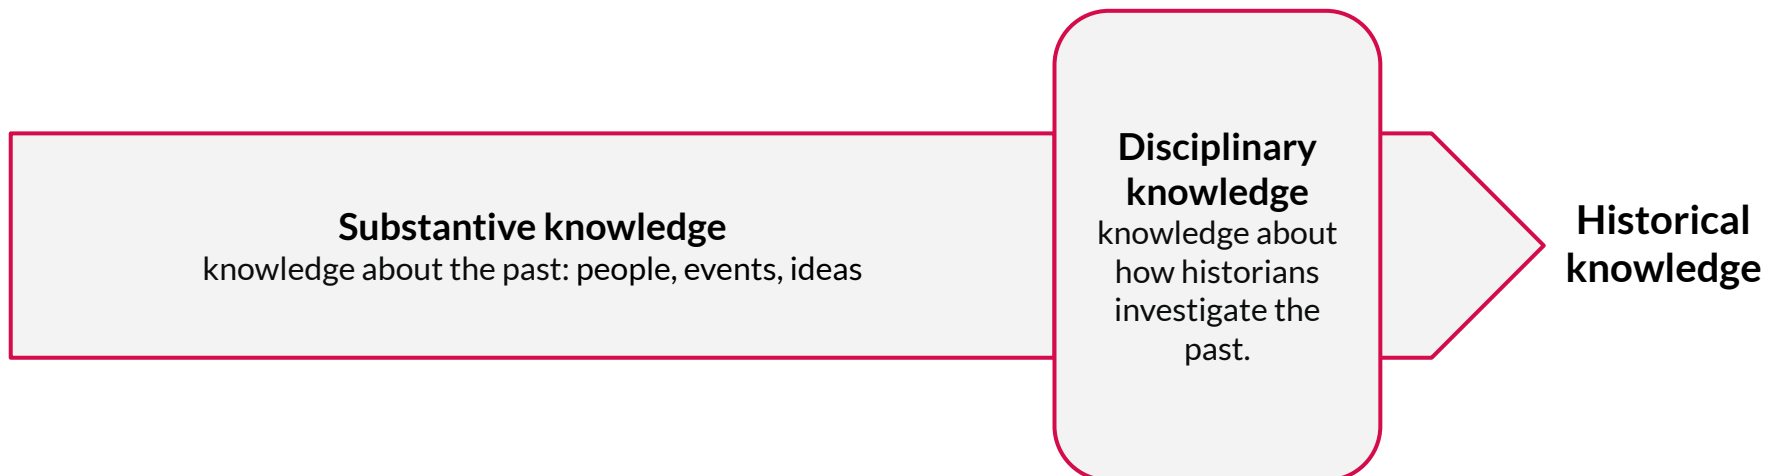 Substantive knowledge
knowledge about the past: people, events, ideas
Disciplinary
knowledge
knowledge about
how historians
investigate the
past.
Historical
knowledge